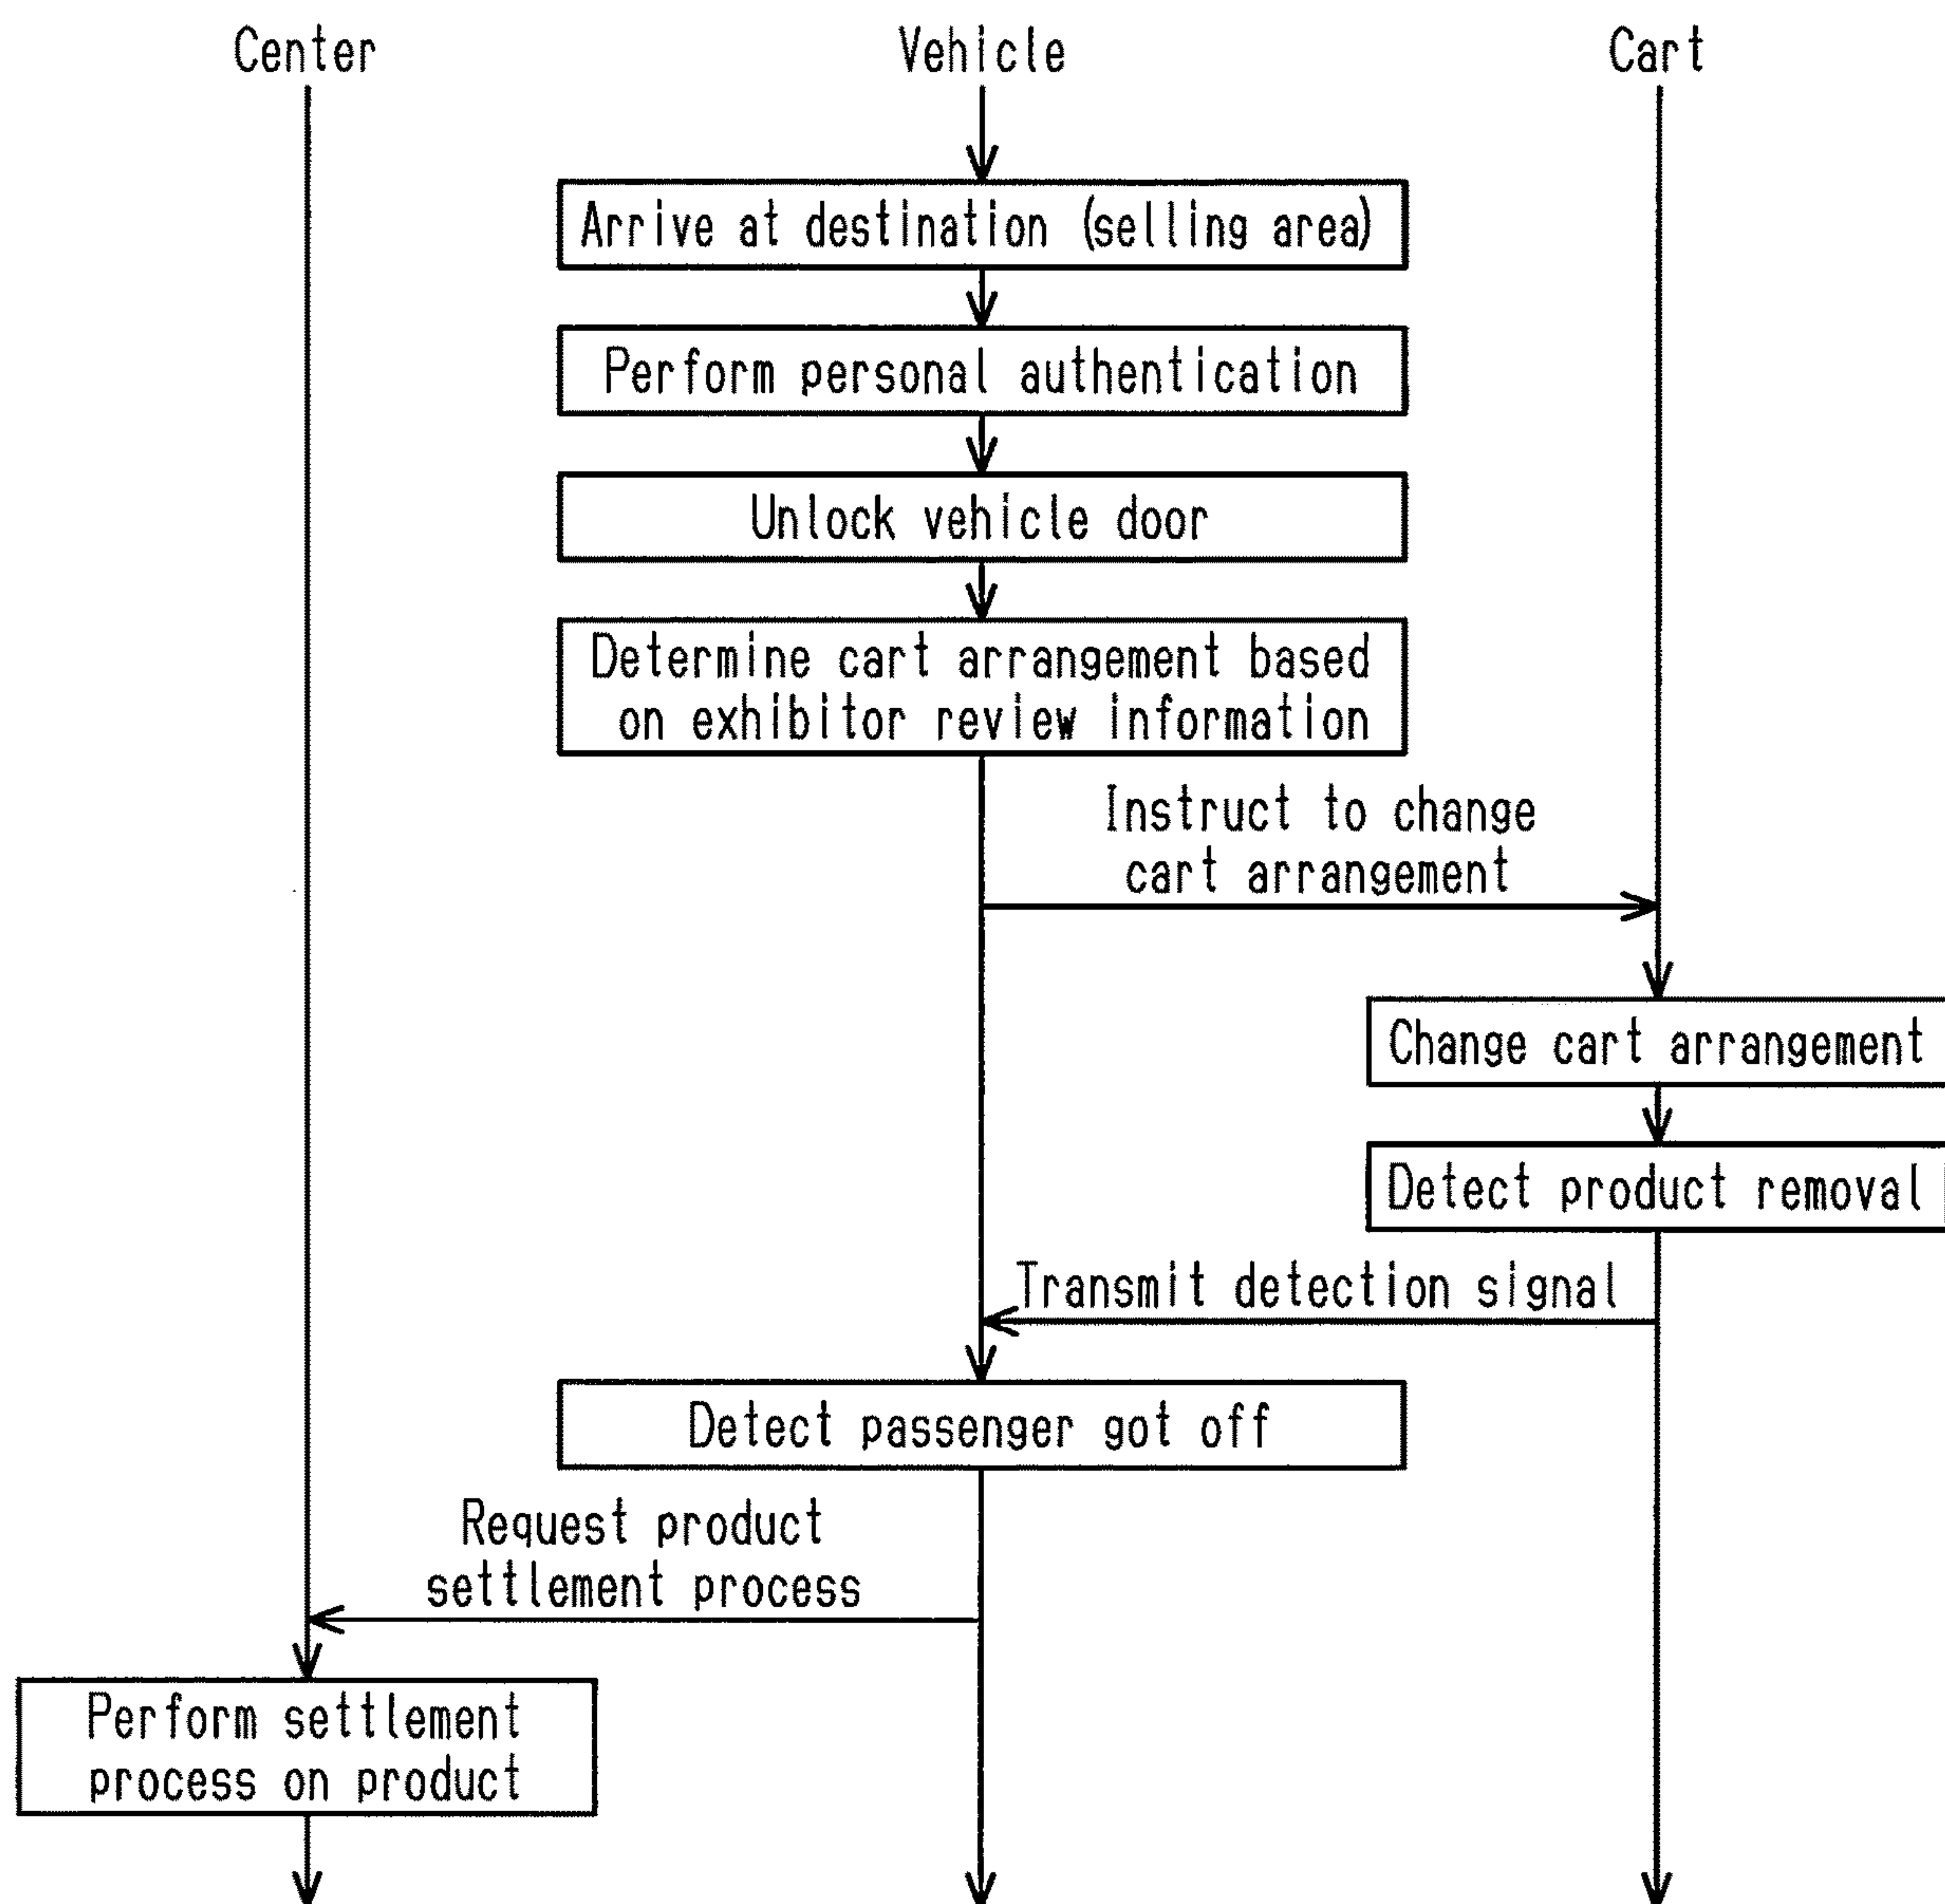 Center
Vehicle
Cart
Arrive at destination (selling area)
Perform personal authentication
Unlock vehicle door
Determine cart arrangement based
on exhibitor review information
Instruct to change
cart arrangement
Change cart arrangement
Detect product removal
Transmit detection signal
Detect passenger got off
Request product
settlement process
Perform settlement
process on product